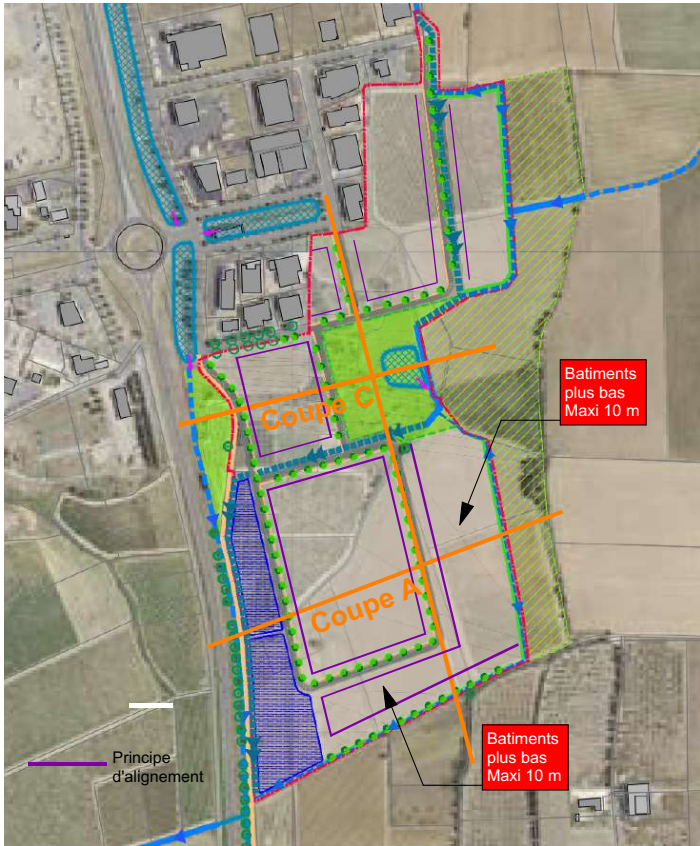 Batiments
plus bas
Maxi 10 m
Coupe C
Coupe A
Principe
d'alignement
Batiments
plus bas
Maxi 10 m